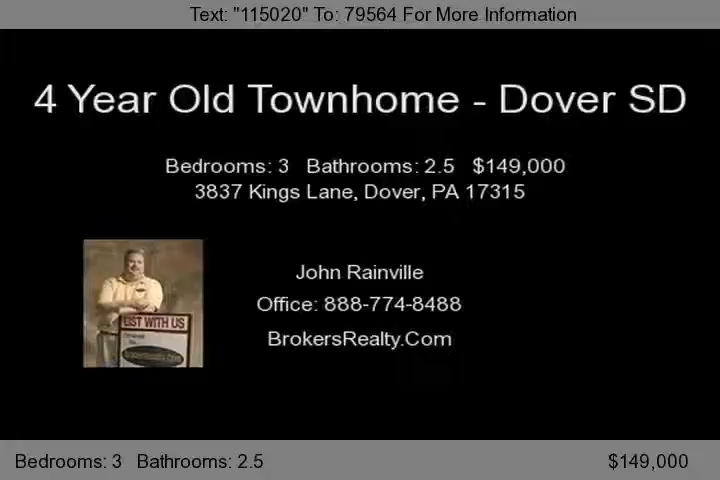 Text: "115020" To: 79564 For More Information
4 Year Old Townhome - Dover SD
Bedrooms: 3 Bathrooms: 2.5 $149,000
3837 Kings Lane, Dover, PA 17315
John Rainville
Office: 888-774-8488
BrokersRealty.Com
LIST WITH US
Bedrooms: 3 Bathrooms: 2.5 $149,000